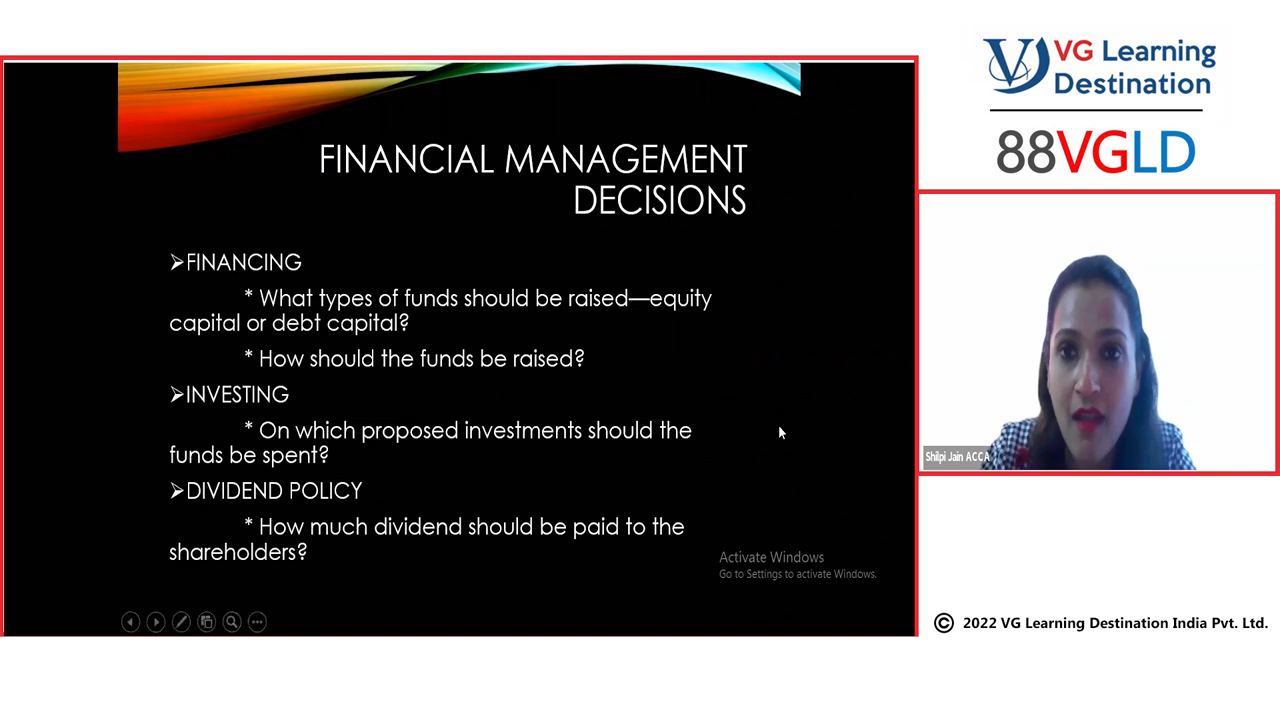 FINANCIAL MANAGEMENT
DECISIONS
➢FINANCING
* What types of funds should be raised—equity
capital or debt capital?
* How should the funds be raised?
➢INVESTING
* On which proposed investments should the
funds be spent?
➢DIVIDEND POLICY
* How much dividend should be paid to the
shareholders?
Activate Windows
Go to Settings to activate Windows.
VG Learning
Destination
88VGLD
Shilpi Jain ACCA
© 2022 VG Learning Destination India Pvt. Ltd.